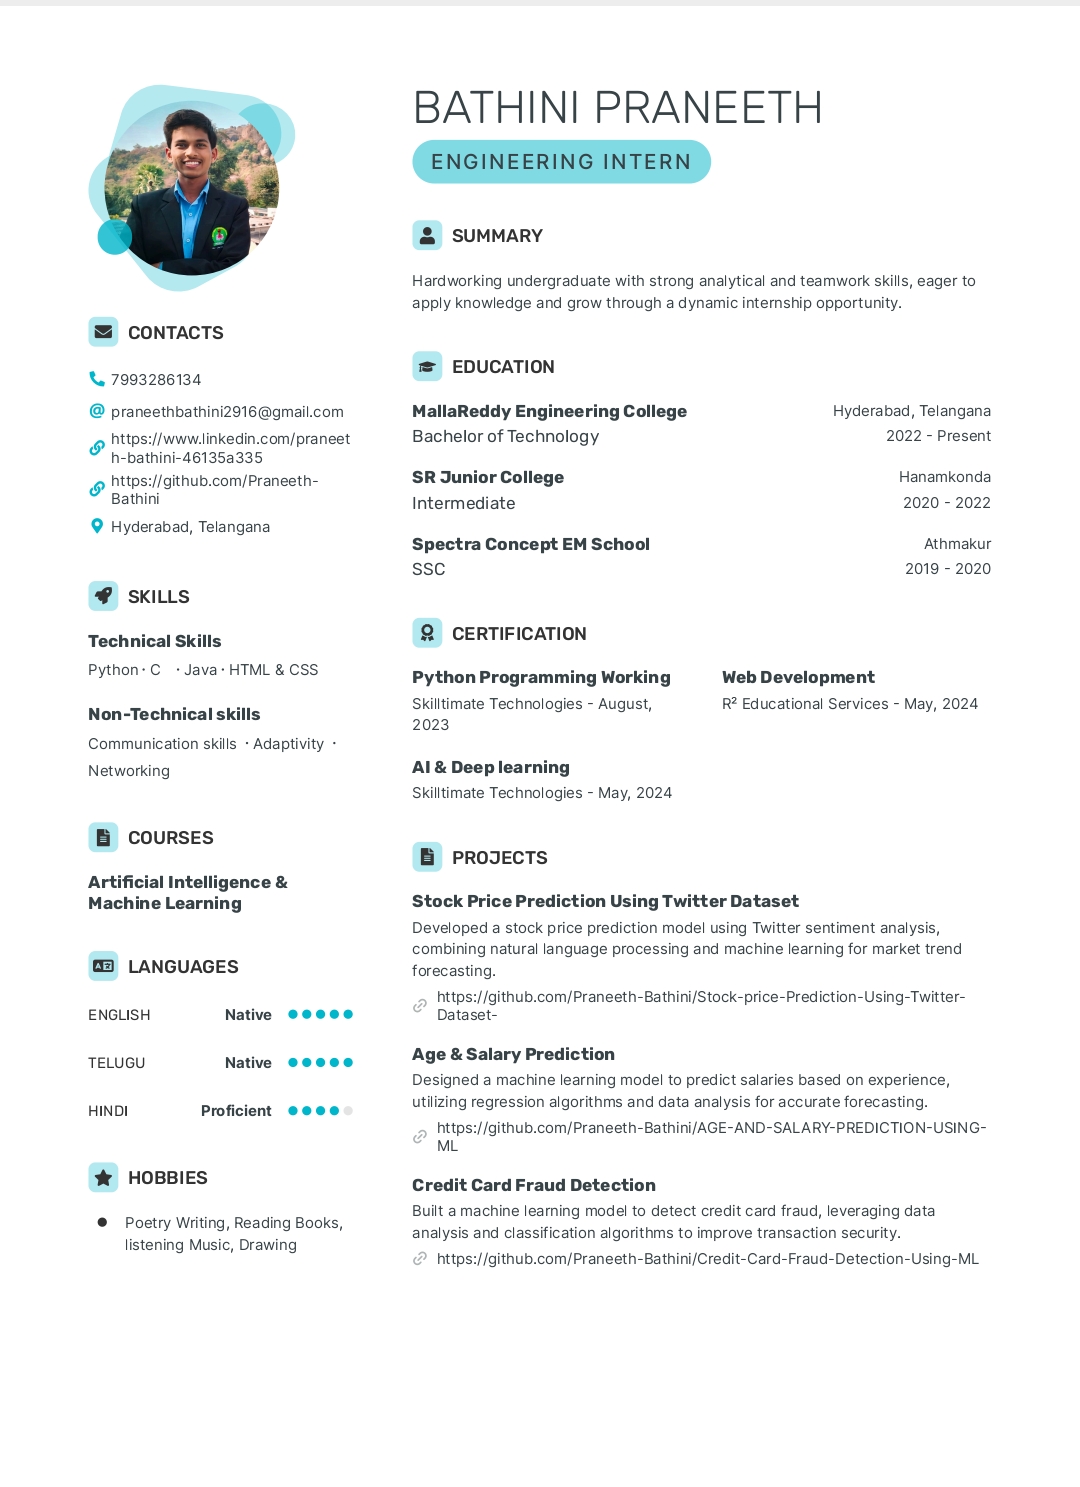 BATHINI PRANEETH
ENGINEERING INTERN
CONTACTS
7993286134
praneethbathini2916@gmail.com
https://www.linkedin.com/praneet
h-bathini-46135a335
https://github.com/Praneeth-
Bathini
Hyderabad, Telangana
SKILLS
Technical Skills
Python · C · Java · HTML & CSS
Non-Technical skills
Communication skills · Adaptivity ·
Networking
COURSES
Artificial Intelligence &
Machine Learning
LANGUAGES
ENGLISH Native
TELUGU Native
HINDI Proficient
HOBBIES
Poetry Writing, Reading Books,
listening Music, Drawing
SUMMARY
Hardworking undergraduate with strong analytical and teamwork skills, eager to
apply knowledge and grow through a dynamic internship opportunity.
EDUCATION
MallaReddy Engineering College Hyderabad, Telangana
Bachelor of Technology 2022 - Present
SR Junior College Hanamkonda
Intermediate 2020 - 2022
Spectra Concept EM School Athmakur
SSC 2019 - 2020
CERTIFICATION
Python Programming Working
Skilltimate Technologies - August,
2023
Web Development
R² Educational Services - May, 2024
AI & Deep learning
Skilltimate Technologies - May, 2024
PROJECTS
Stock Price Prediction Using Twitter Dataset
Developed a stock price prediction model using Twitter sentiment analysis,
combining natural language processing and machine learning for market trend
forecasting.
https://github.com/Praneeth-Bathini/Stock-price-Prediction-Using-Twitter-
Dataset-
Age & Salary Prediction
Designed a machine learning model to predict salaries based on experience,
utilizing regression algorithms and data analysis for accurate forecasting.
https://github.com/Praneeth-Bathini/AGE-AND-SALARY-PREDICTION-USING-
ML
Credit Card Fraud Detection
Built a machine learning model to detect credit card fraud, leveraging data
analysis and classification algorithms to improve transaction security.
https://github.com/Praneeth-Bathini/Credit-Card-Fraud-Detection-Using-ML